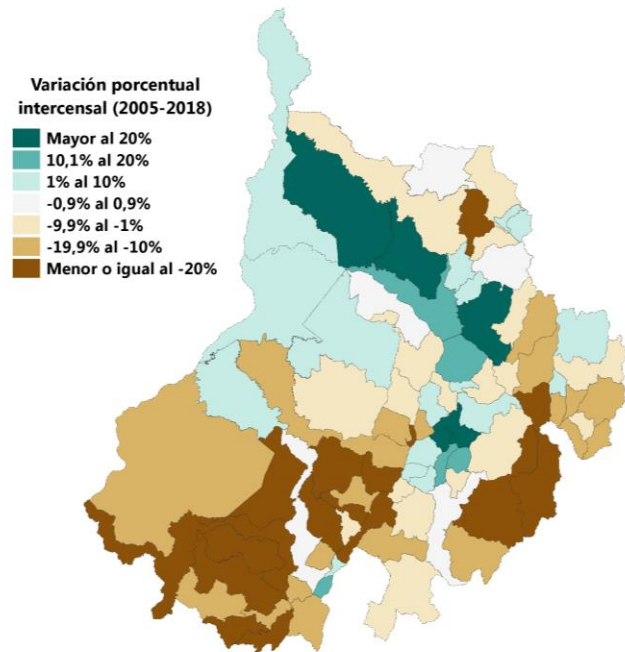 Variación porcentual
intercensal (2005-2018)
Mayor al 20%
10,1% al 20%
1% al 10%
-0,9% al 0,9%
-9,9% al -1%
-19,9% al -10%
Menor o igual al -20%